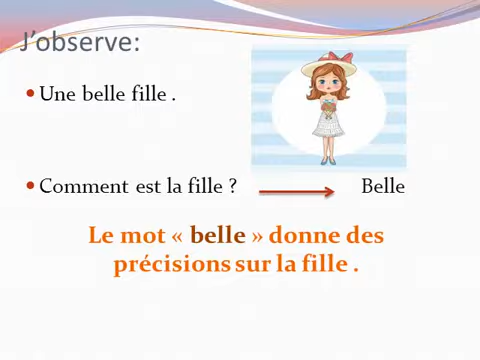 J'observe:
Une belle fille .
Comment est la fille ? Belle
Le mot « belle » donne des
précisions sur la fille .